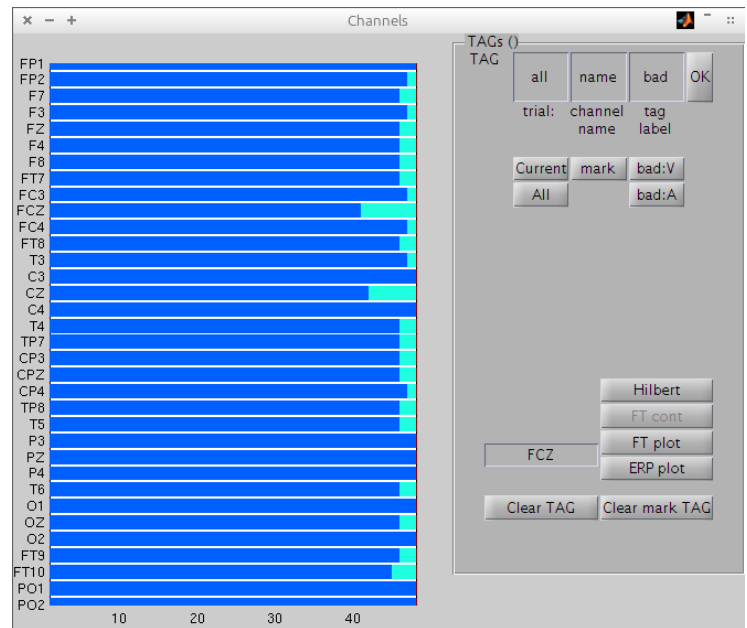 Channels
FP1
FP2
F7
F3
FZ
F4
F8
FT7
FC3
FCZ
FC4
FT8
T3
C3
CZ
C4
T4
TP7
CP3
CPZ
CP4
TP8
T5
P3
PZ
P4
T6
O1
OZ
O2
FT9
FT10
PO1
PO2
10 20 30 40
TAGs ()
TAG
all name bad OK
trial: channel name tag label
Current mark bad:V
All bad:A
Hilbert
FT cont
FT plot
FCZ
ERP plot
Clear TAG Clear mark TAG